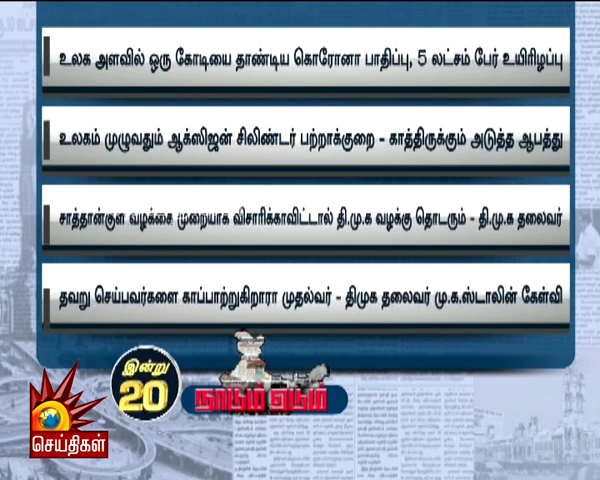 உலக அளவில் ஒரு கோடியை தாண்டிய கொரோனா பாதிப்பு, 5 லட்சம் பேர் உயிரிழப்பு
உலகம் முழுவதும் ஆக்ஸிஜன் சிலிண்டர் பற்றாக்குறை - காத்திருக்கும் அடுத்த ஆபத்து
சாத்தான்குள வழக்கை முறையாக விசாரிக்காவிட்டால் தி.மு.க வழக்கு தொடரும் - தி.மு.க தலைவர்
தவறு செய்பவர்களை காப்பாற்றுகிறாரா முதல்வர் - திமுக தலைவர் மு.க.ஸ்டாலின் கேள்வி
இன்று
20
நாடும் ஏடும்
செய்திகள்